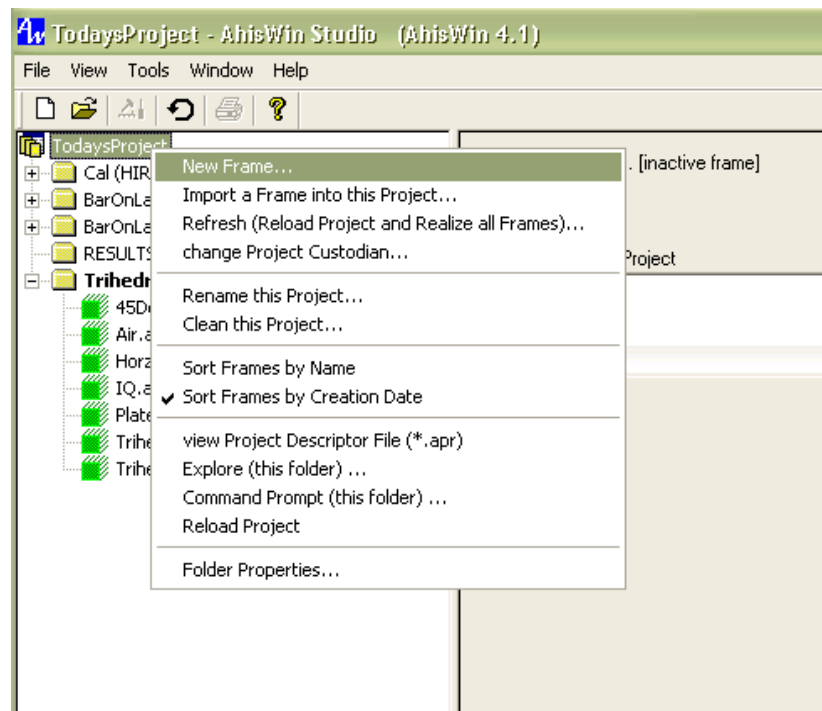 TodaysProject - AhisWin Studio (AhisWin 4.1)
File View Tools Window Help
TodaysProject
Cal (HIR
BarOnLa
BarOnLa
RESULTS
Trihedr
45D
Air.a
Horz
IQ.a
Plate
Trihe
Trihe
New Frame...
Import a Frame into this Project...
Refresh (Reload Project and Realize all Frames)...
change Project Custodian...
Rename this Project...
Clean this Project...
Sort Frames by Name
Sort Frames by Creation Date
view Project Descriptor File (*.apr)
Explore (this folder) ...
Command Prompt (this folder) ...
Reload Project
Folder Properties...
. [inactive frame]
Project